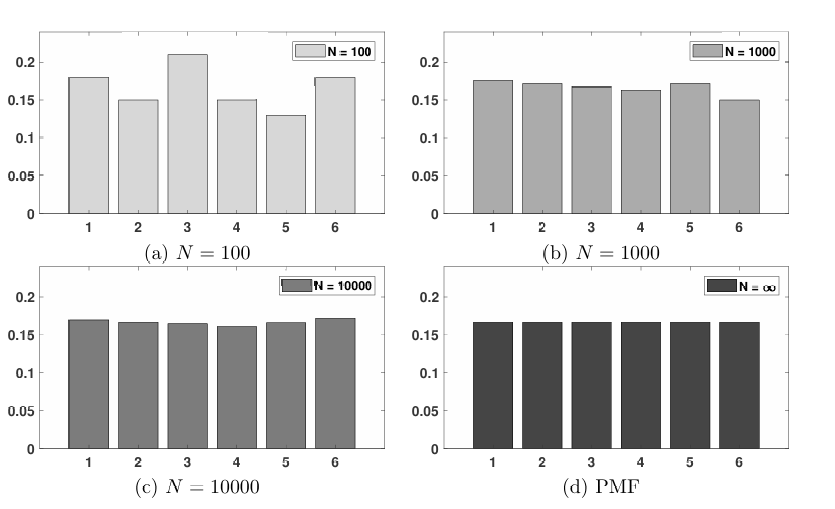 N = 100
0.2
0.15
0.1
0.05
0
1 2 3 4 5 6
(a) N = 100
N = 1000
0.2
0.15
0.1
0.05
0
1 2 3 4 5 6
(b) N = 1000
N = 10000
0.2
0.15
0.1
0.05
0
1 2 3 4 5 6
(c) N = 10000
N = ∞
0.2
0.15
0.1
0.05
0
1 2 3 4 5 6
(d) PMF